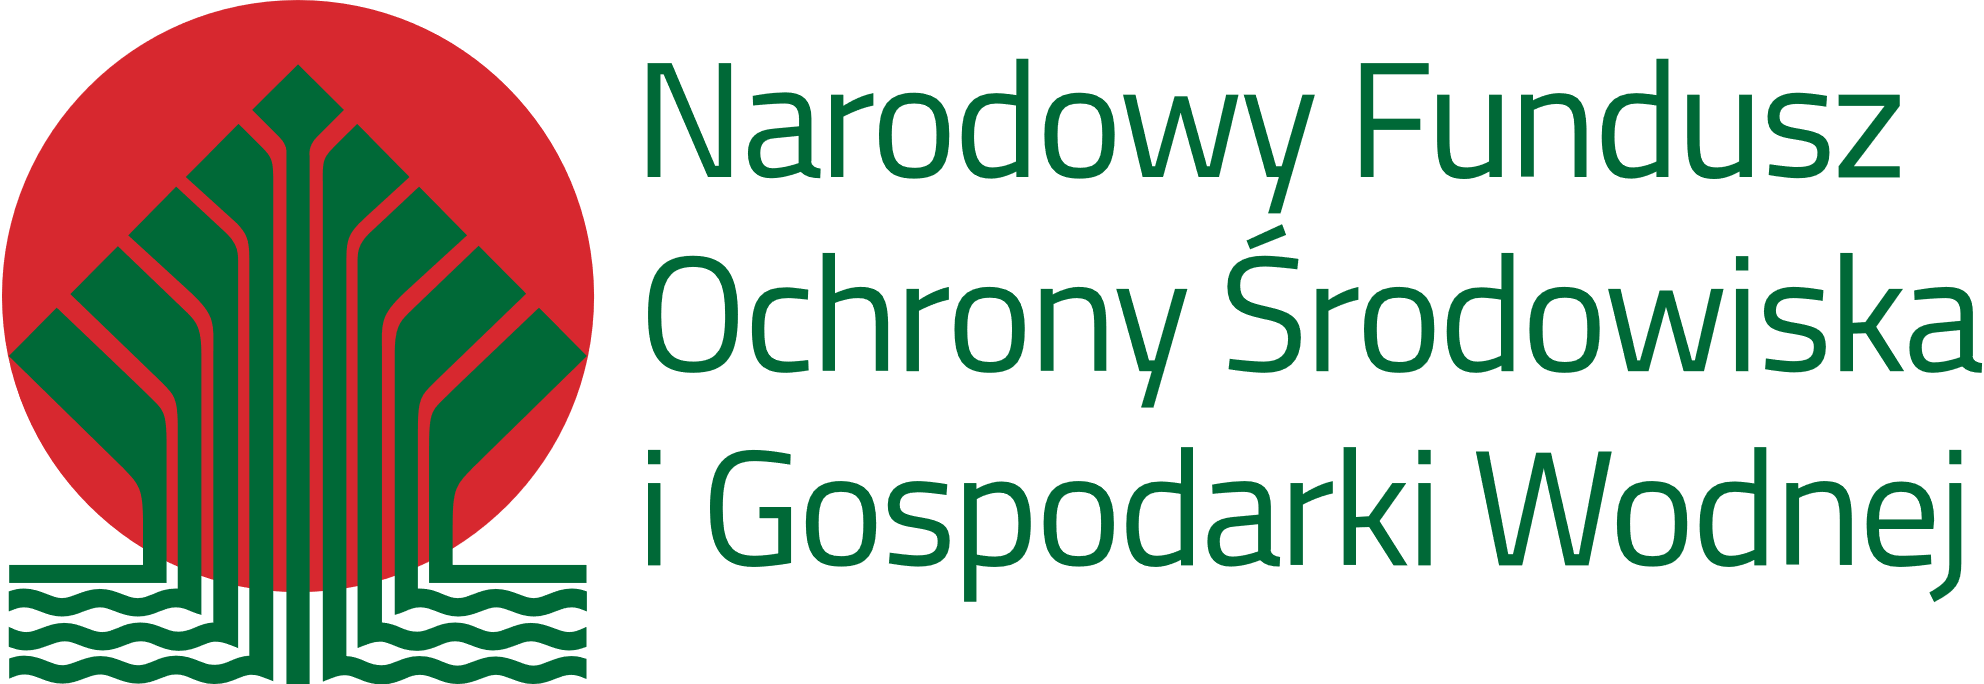 Narodowy Fundusz
Ochrony Środowiska
i Gospodarki Wodnej